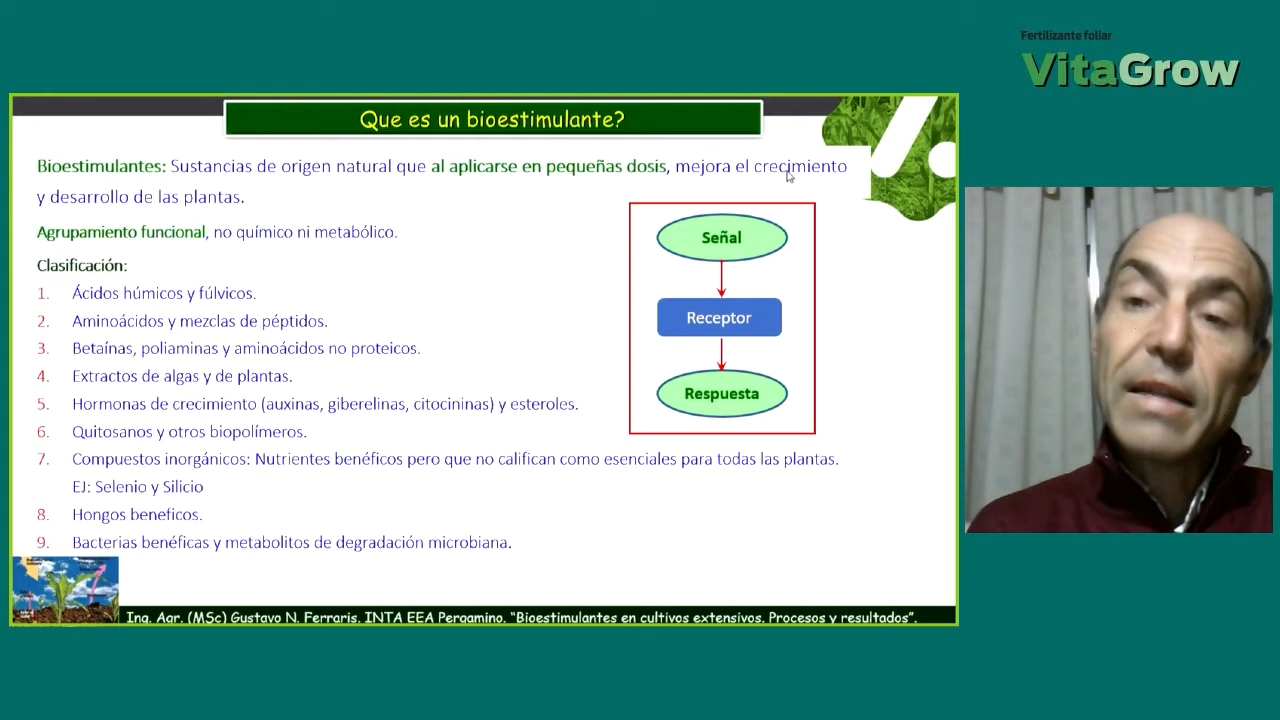 Fertilizante foliar
VitaGrow
Que es un bioestimulante?
Bioestimulantes: Sustancias de origen natural que al aplicarse en pequeñas dosis, mejora el crecimiento
y desarrollo de las plantas.
Agrupamiento funcional, no químico ni metabólico.
Clasificación:
1. Ácidos húmicos y fúlvicos.
2. Aminoácidos y mezclas de péptidos.
3. Betaínas, poliaminas y aminoácidos no proteicos.
4. Extractos de algas y de plantas.
5. Hormonas de crecimiento (auxinas, giberelinas, citocininas) y esteroles.
6. Quitosanos y otros biopolímeros.
7. Compuestos inorgánicos: Nutrientes benéficos pero que no califican como esenciales para todas las plantas.
EJ: Selenio y Silicio
8. Hongos beneficos.
9. Bacterias benéficas y metabolitos de degradación microbiana.
Señal
Receptor
Respuesta
Ing. Agr. (MSc) Gustavo N. Ferraris. INTA EEA Pergamino. "Bioestimulantes en cultivos extensivos. Procesos y resultados".